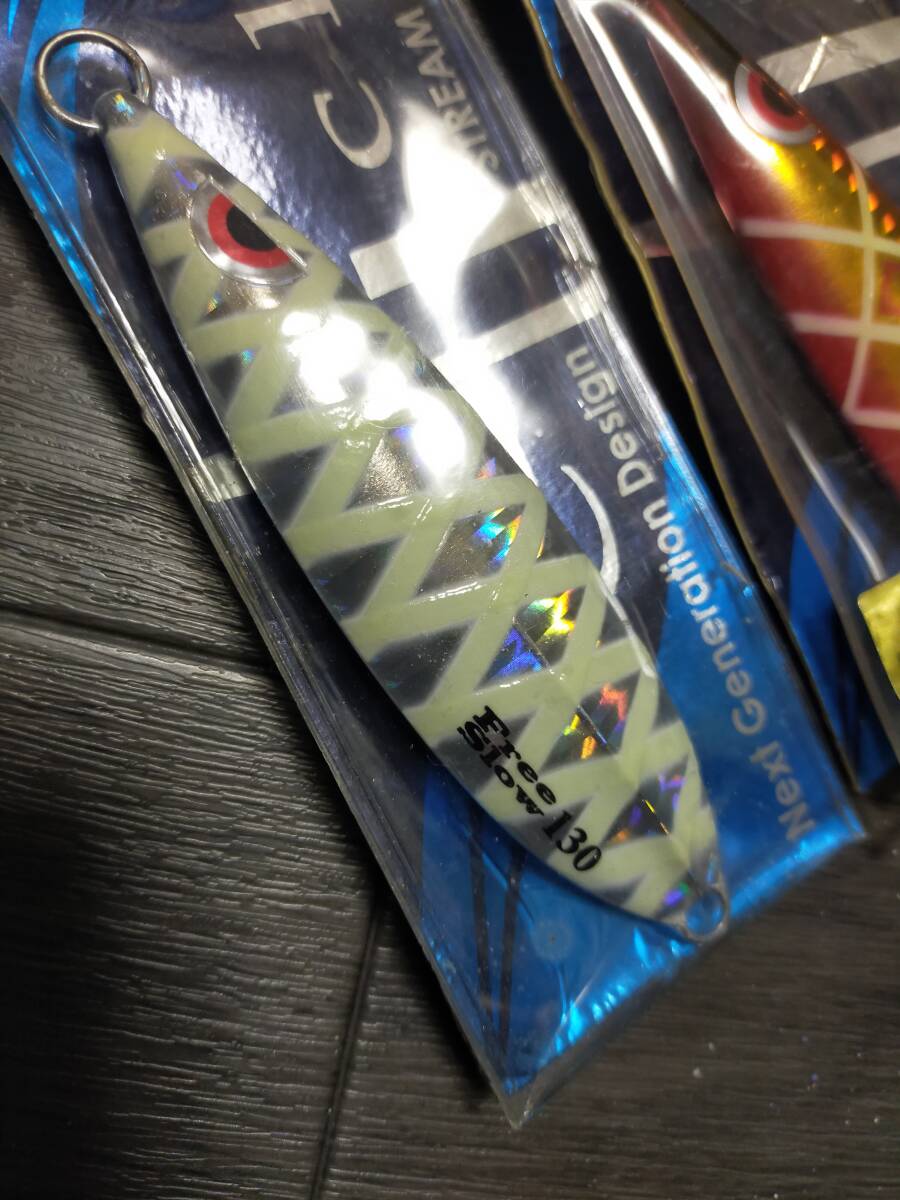 STREAM
Next Generation Design
Free
Slow 130